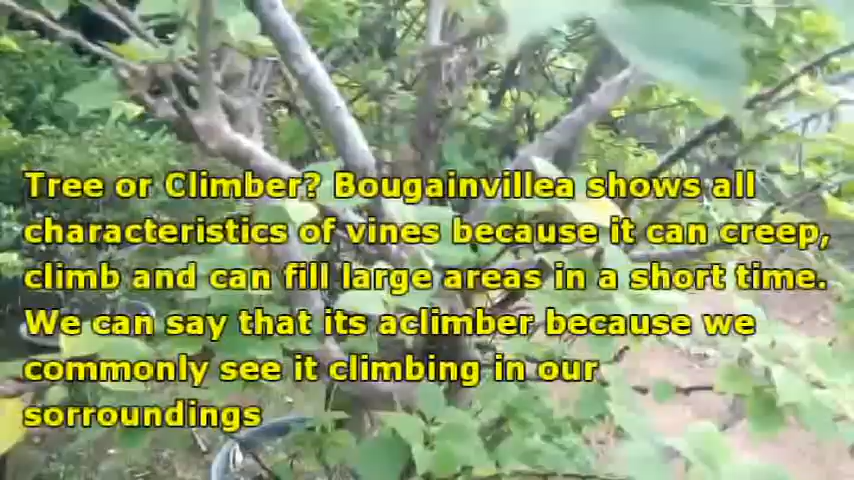 Tree or Climber? Bougainvillea shows all
characteristics of vines because it can creep,
climb and can fill large areas in a short time.
We can say that its aclimber because we
commonly see it climbing in our
sorroundings